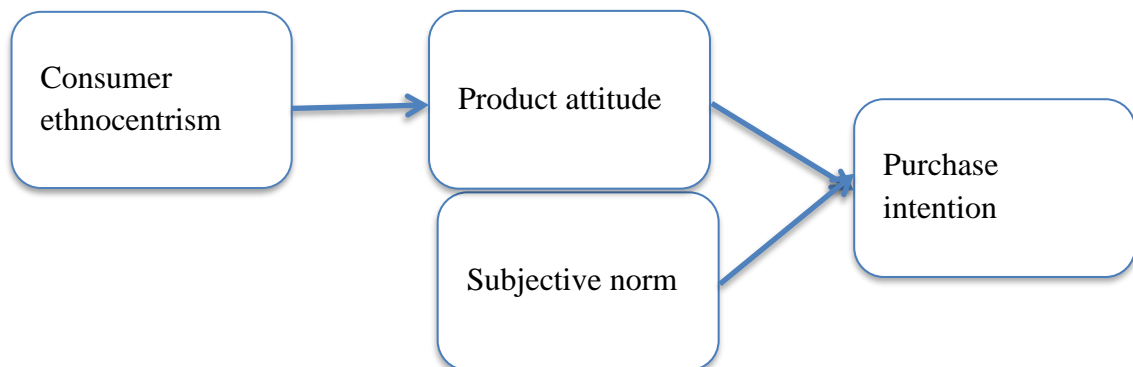 Consumer
ethnocentrism
Product attitude
Subjective norm
Purchase
intention